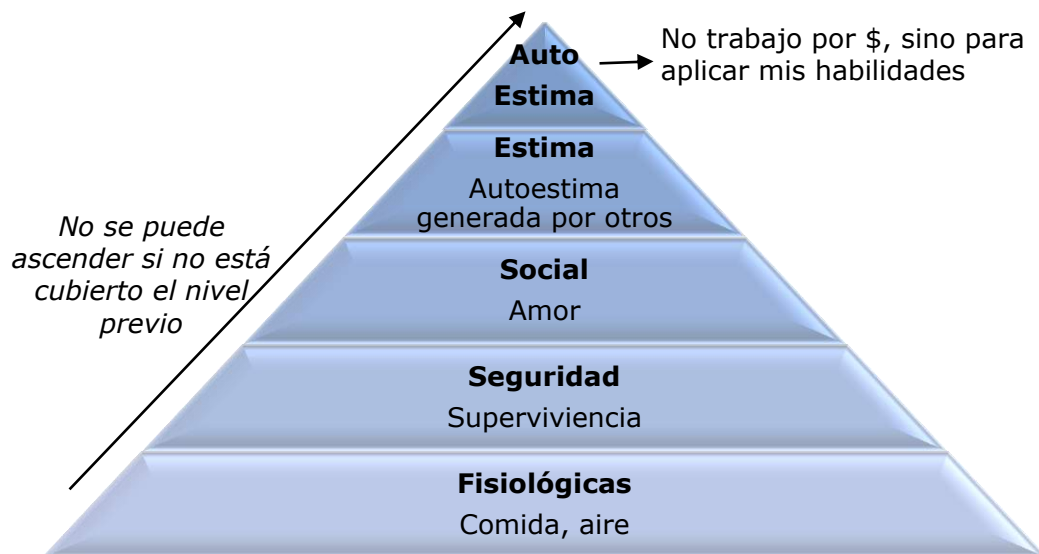 Auto
Estima
No trabajo por $, sino para
aplicar mis habilidades
Estima
Autoestima
generada por otros
No se puede
ascender si no está
cubierto el nivel
previo
Social
Amor
Seguridad
Superviviencia
Fisiológicas
Comida, aire